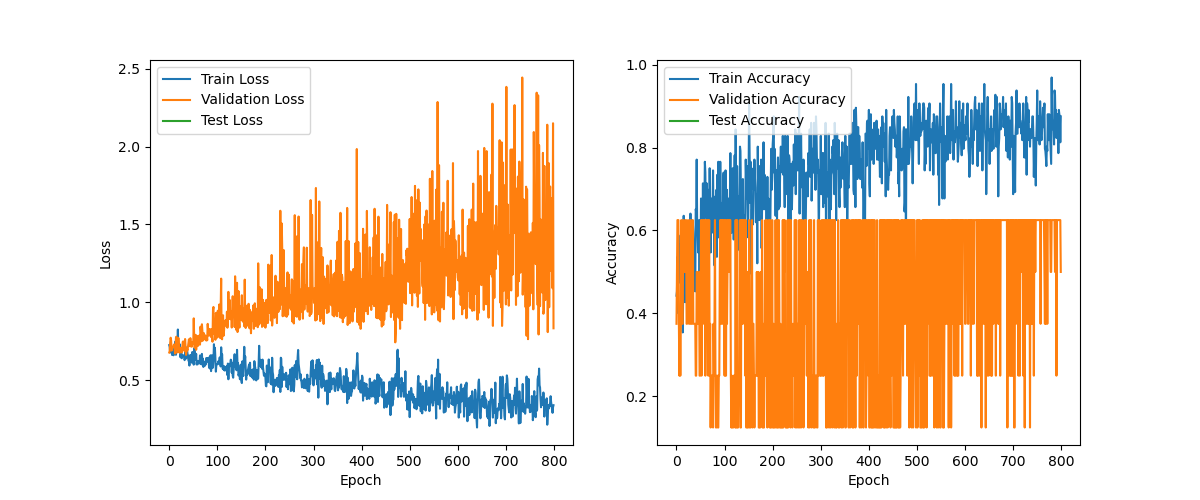 Train Loss
Validation Loss
Test Loss
2.5
2.0
1.5
1.0
0.5
Loss
0 100 200 300 400 500 600 700 800
Epoch
Train Accuracy
Validation Accuracy
Test Accuracy
1.0
0.8
0.6
0.4
0.2
Accuracy
0 100 200 300 400 500 600 700 800
Epoch